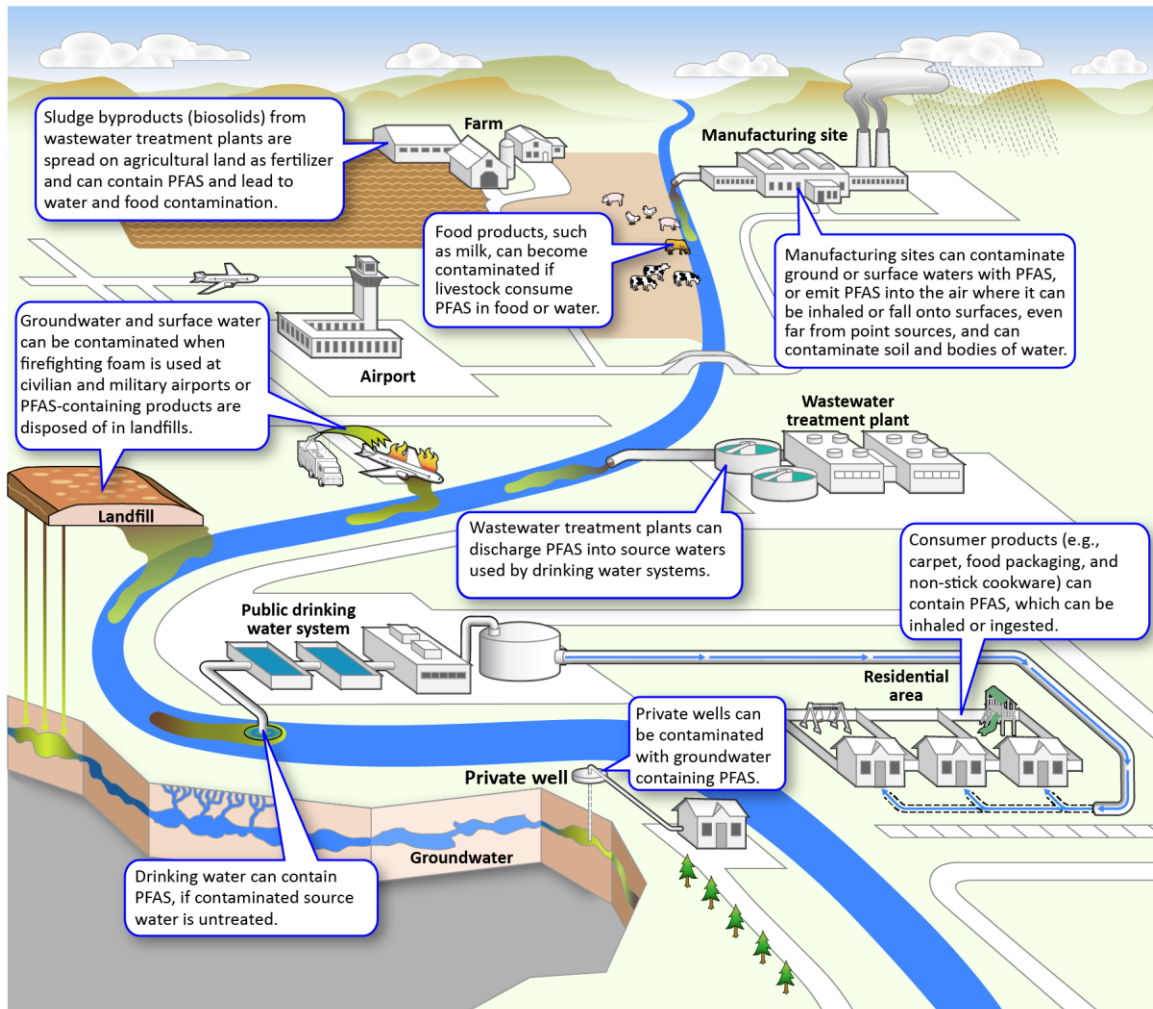 Sludge byproducts (biosolids) from
wastewater treatment plants are
spread on agricultural land as fertilizer
and can contain PFAS and lead to
water and food contamination.
Farm
Manufacturing site
Food products, such
as milk, can become
contaminated if
livestock consume
PFAS in food or water.
Manufacturing sites can contaminate
ground or surface waters with PFAS,
or emit PFAS into the air where it can
be inhaled or fall onto surfaces, even
far from point sources, and can
contaminate soil and bodies of water.
Groundwater and surface water
can be contaminated when
firefighting foam is used at
civilian and military airports or
PFAS-containing products are
disposed of in landfills.
Airport
Wastewater
treatment plant
Landfill
Wastewater treatment plants can
discharge PFAS into source waters
used by drinking water systems.
Consumer products (e.g.,
carpet, food packaging, and
non-stick cookware) can
contain PFAS, which can be
inhaled or ingested.
Public drinking
water system
Residential
area
Private wells can
be contaminated
with groundwater
containing PFAS.
Private well
Groundwater
Drinking water can contain
PFAS, if contaminated source
water is untreated.